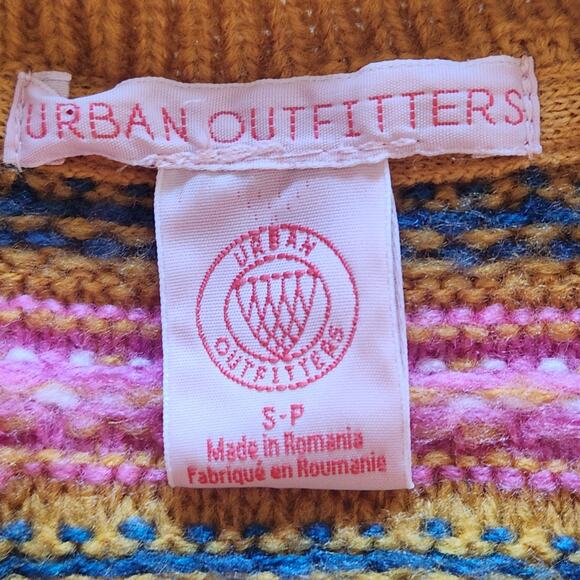 URBAN OUTFITTERS
URBAN
OUTFITTERS
S-P
Made in Romania
Fabriqué en Roumanie